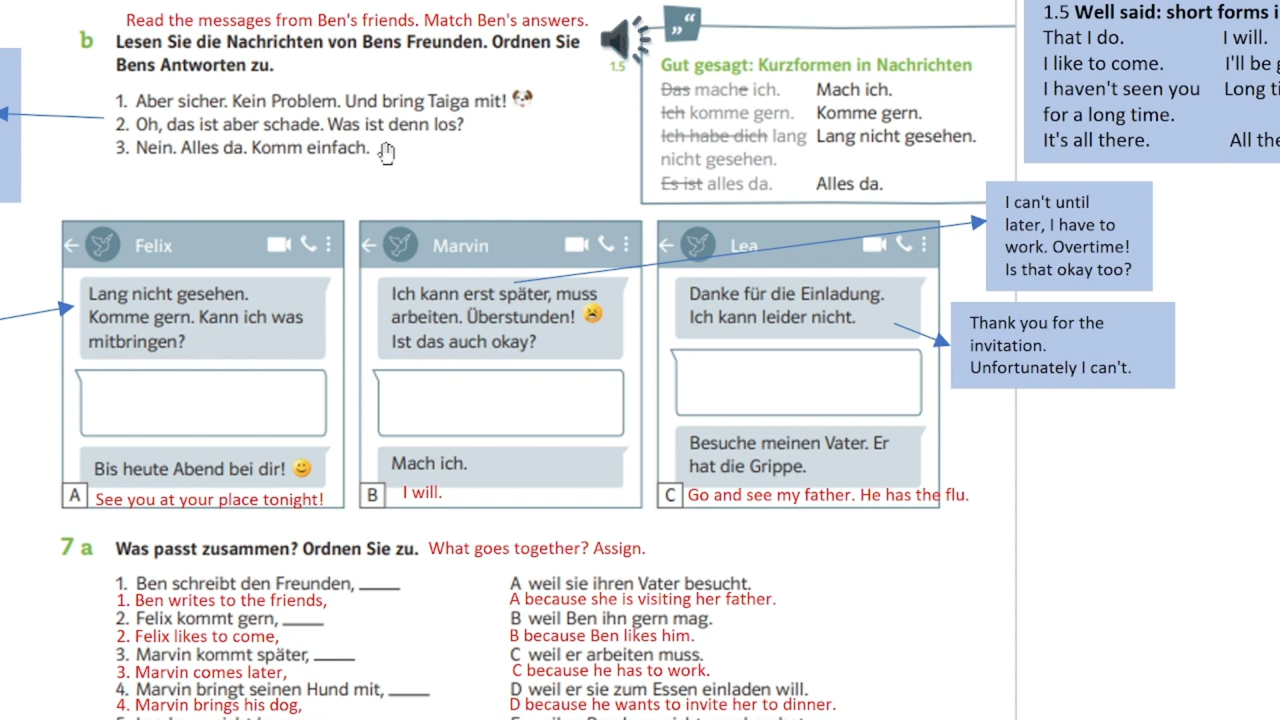 Read the messages from Ben's friends. Match Ben's answers.
b Lesen Sie die Nachrichten von Bens Freunden. Ordnen Sie
Bens Antworten zu.
1. Aber sicher. Kein Problem. Und bring Taiga mit!
2. Oh, das ist aber schade. Was ist denn los?
3. Nein. Alles da. Komm einfach.
1.5
Gut gesagt: Kurzformen in Nachrichten
Das mache ich. Mach ich.
Ich komme gern. Komme gern.
Ich habe dich lang Lang nicht gesehen.
nicht gesehen.
Es ist alles da. Alles da.
1.5 Well said: short forms
That I do. I will.
I like to come. I'll be
I haven't seen you Long
for a long time.
It's all there. All
I can't until
later, I have to
work. Overtime!
Is that okay too?
Thank you for the
invitation.
Unfortunately I can't.
Felix
Lang nicht gesehen.
Komme gern. Kann ich was
mitbringen?
Bis heute Abend bei dir!
A See you at your place tonight!
Marvin
Ich kann erst später, muss
arbeiten. Überstunden!
Ist das auch okay?
Mach ich.
B I will.
Lea
Danke für die Einladung.
Ich kann leider nicht.
Besuche meinen Vater. Er
hat die Grippe.
C Go and see my father. He has the flu.
7 a Was passt zusammen? Ordnen Sie zu. What goes together? Assign.
1. Ben schreibt den Freunden, ____ A weil sie ihren Vater besucht.
1. Ben writes to the friends, A because she is visiting her father.
2. Felix kommt gern, ____ B weil Ben ihn gern mag.
2. Felix likes to come, B because Ben likes him.
3. Marvin kommt später, ____ C weil er arbeiten muss.
3. Marvin comes later, C because he has to work.
4. Marvin bringt seinen Hund mit, ____ D weil er sie zum Essen einladen will.
4. Marvin brings his dog, D because he wants to invite her to dinner.